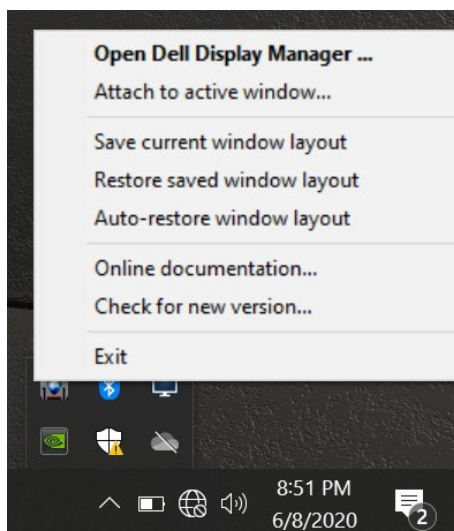 Open Dell Display Manager ...
Attach to active window...
Save current window layout
Restore saved window layout
Auto-restore window layout
Online documentation...
Check for new version...
Exit
8:51 PM
6/8/2020
2